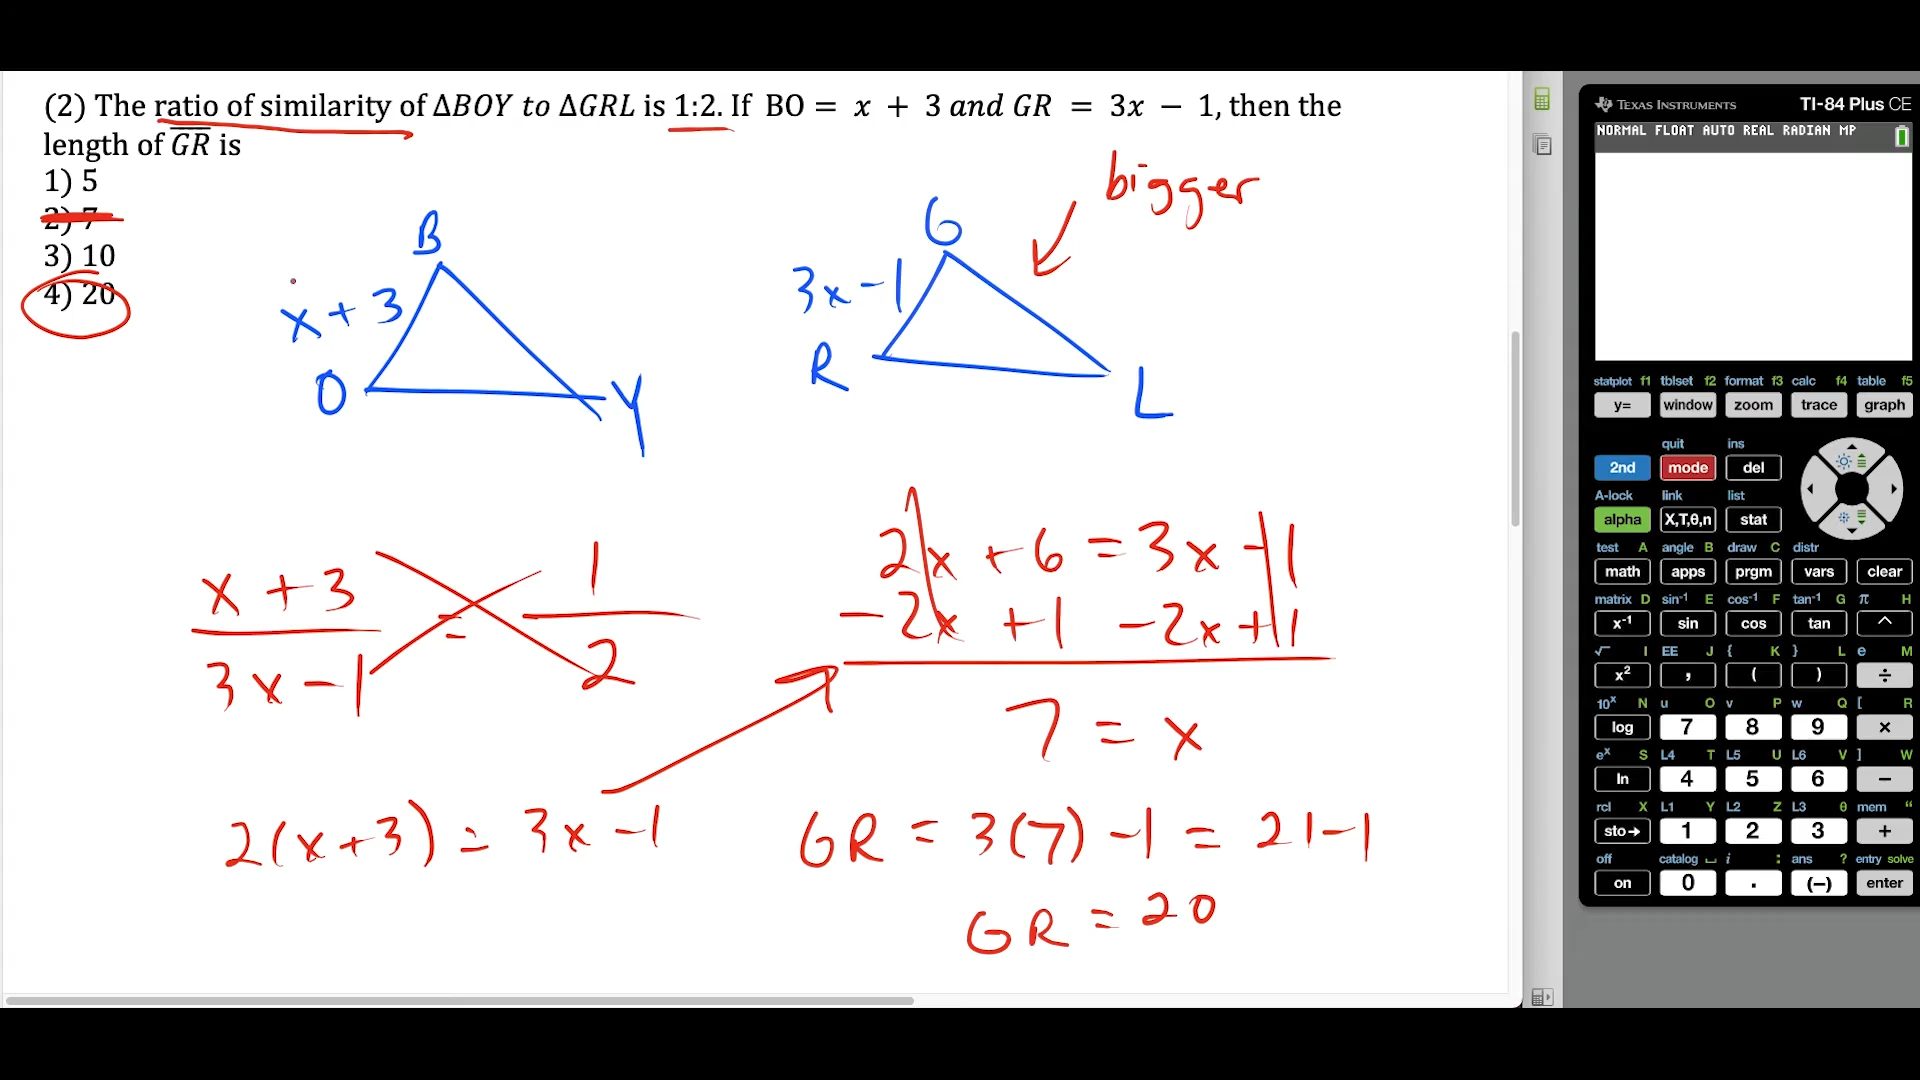 (2) The ratio of similarity of ΔBOY to ΔGRL is 1:2. If BO = x + 3 and GR = 3x − 1, then the
length of G̅R̅ is
1) 5
2) 7
3) 10
4) 20
bigger
B
x + 3
O
Y
G
3x − 1
R
L
x + 3
3x − 1
=
1
2
2(x + 3) = 3x − 1
2x + 6 = 3x − 1
− 2x + 1 − 2x + 1
7 = x
GR = 3(7) − 1 = 21 − 1
GR = 20
TEXAS INSTRUMENTS TI-84 Plus CE
NORMAL FLOAT AUTO REAL RADIAN MP
statplot f1 tblset f2 format f3 calc f4 table f5
y= window zoom trace graph
quit ins
2nd mode del
A-lock link list
alpha X,T,θ,n stat
test A angle B draw C distr
math apps prgm vars clear
matrix D sin⁻¹ E cos⁻¹ F tan⁻¹ G π H
x⁻¹ sin cos tan ^
√‾ I EE J { K } L e M
x² , ( ) ÷
10ˣ N u O v P w Q [ R
log 7 8 9 ×
eˣ S L4 T L5 U L6 V ] W
ln 4 5 6 −
rcl X L1 Y L2 Z L3 θ mem “
sto→ 1 2 3 +
off catalog ⎵ i : ans ? entry solve
on 0 . (−) enter